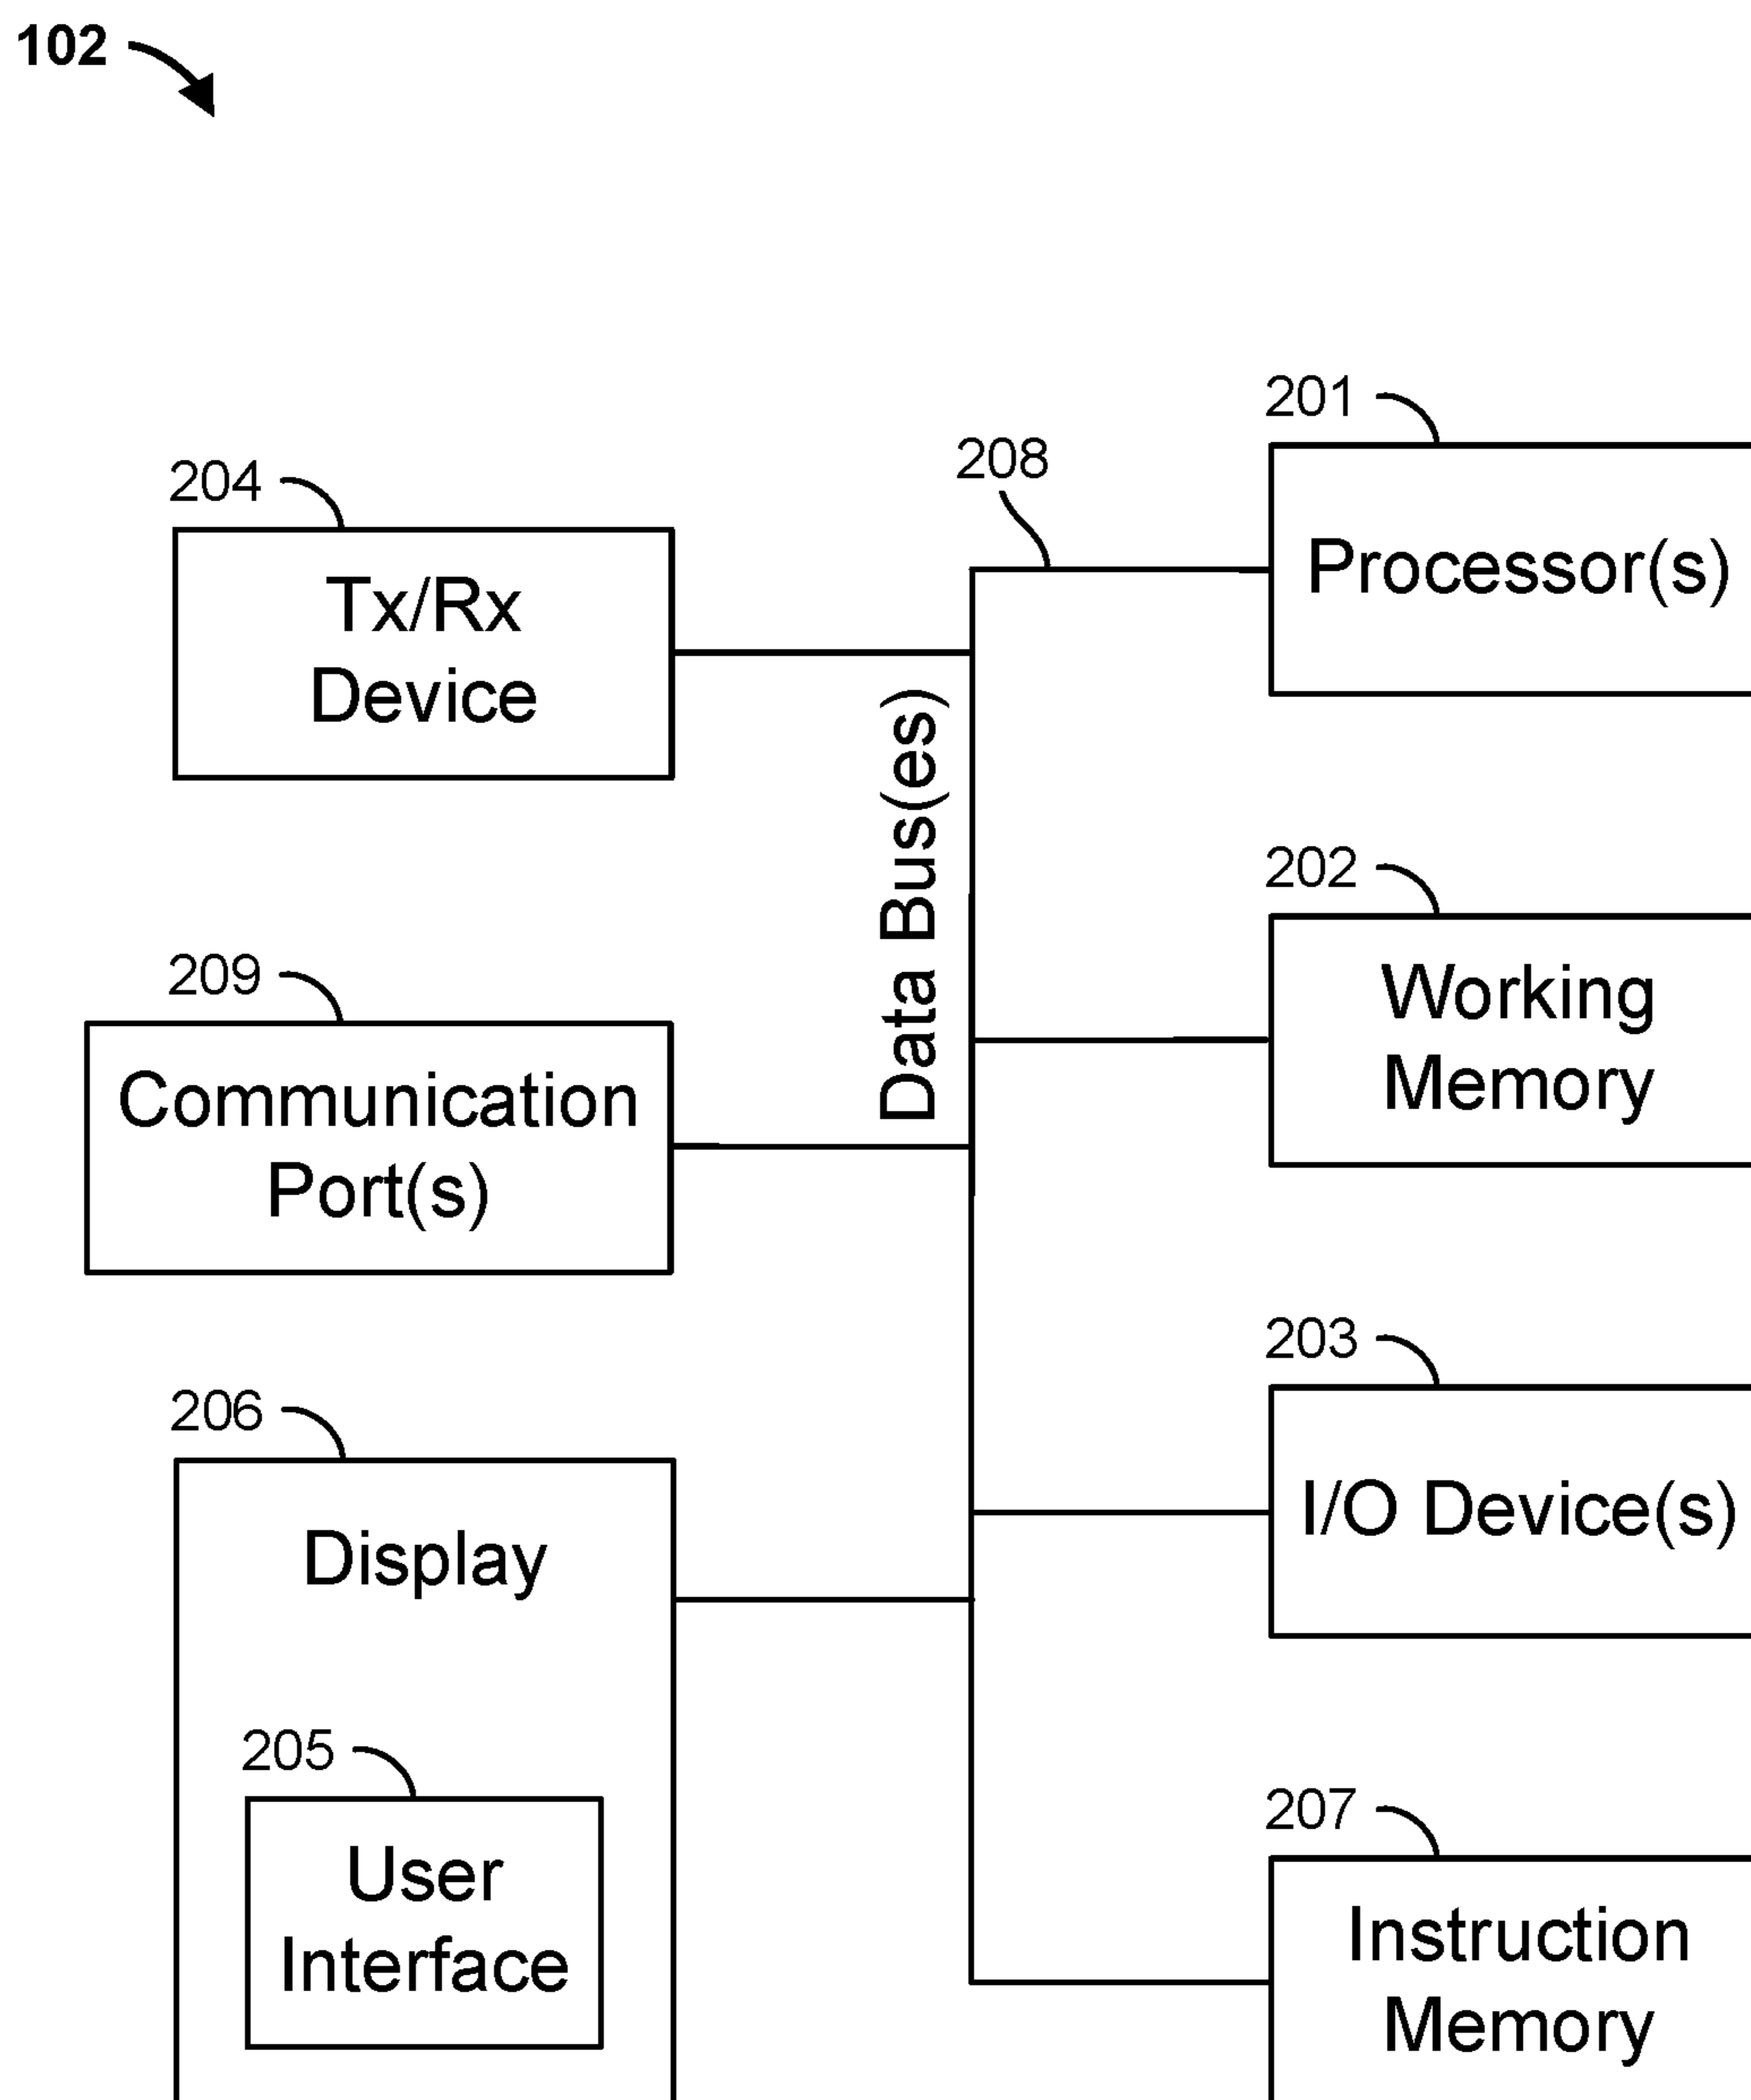 102
204
Tx/Rx
Device
209
Communication
Port(s)
206
Display
205
User
Interface
208
Data Bus(es)
201
Processor(s)
202
Working
Memory
203
I/O Device(s)
207
Instruction
Memory